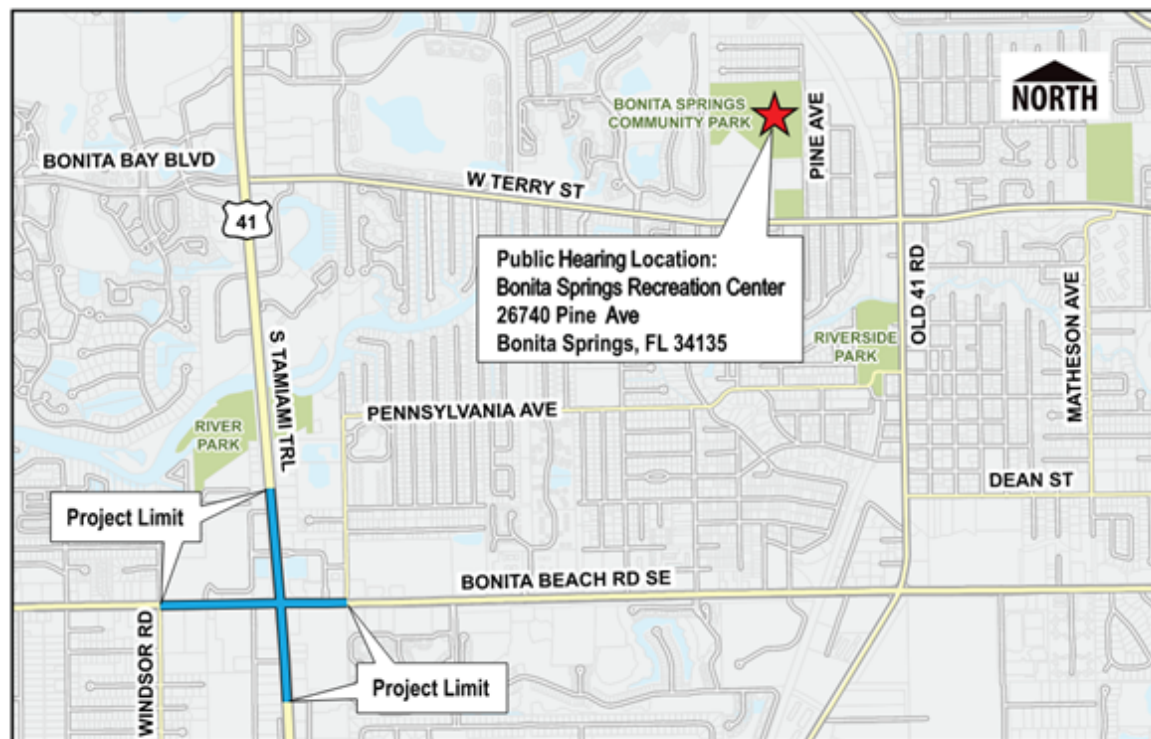 NORTH
BONITA SPRINGS
COMMUNITY PARK
PINE AVE
BONITA BAY BLVD
W TERRY ST
41
Public Hearing Location:
Bonita Springs Recreation Center
26740 Pine Ave
Bonita Springs, FL 34135
OLD 41 RD
MATHESON AVE
S TAMIAMI TRL
RIVERSIDE
PARK
PENNSYLVANIA AVE
RIVER
PARK
DEAN ST
Project Limit
BONITA BEACH RD SE
WINDSOR RD
Project Limit